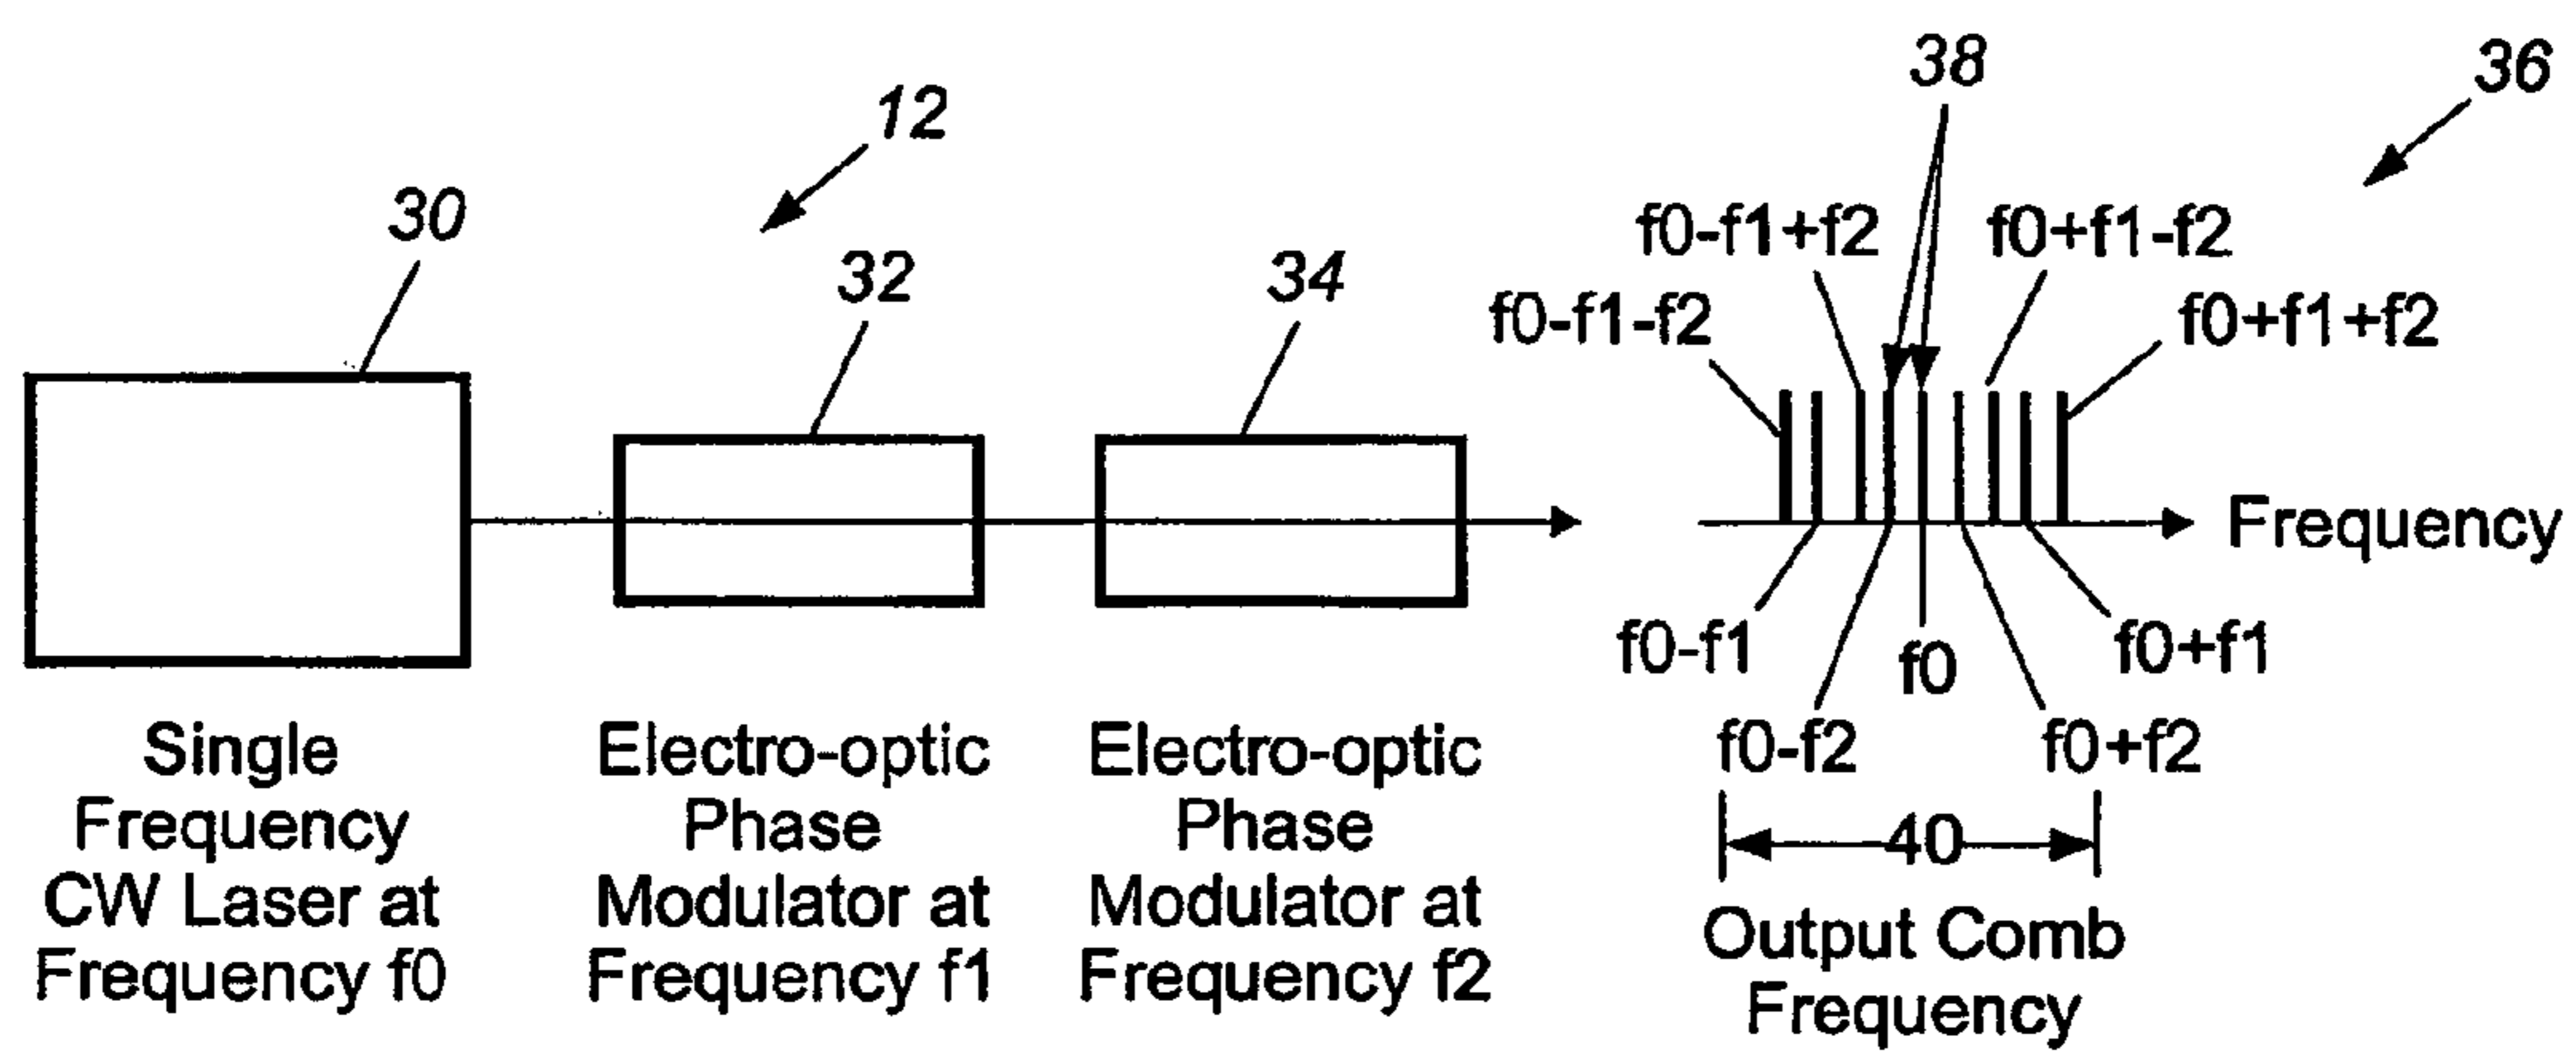 38
36
12
30
f0-f1+f2
f0+f1-f2
32
34
f0-f1-f2
f0+f1+f2
Frequency
f0-f1
f0
f0+f1
f0-f2
f0+f2
40
Output Comb
Frequency
Single
Frequency
CW Laser at
Frequency f0
Electro-optic
Phase
Modulator at
Frequency f1
Electro-optic
Phase
Modulator at
Frequency f2